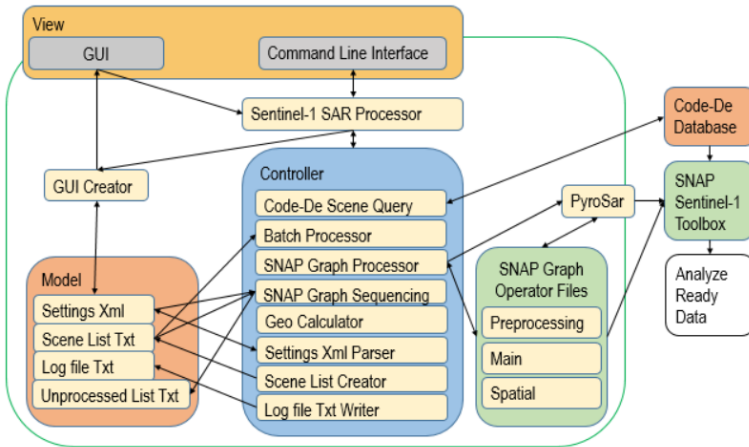 View
GUI
Command Line Interface
Sentinel-1 SAR Processor
GUI Creator
Controller
Code-De Scene Query
Batch Processor
SNAP Graph Processor
SNAP Graph Sequencing
Geo Calculator
Settings Xml Parser
Scene List Creator
Log file Txt Writer
Model
Settings Xml
Scene List Txt
Log file Txt
Unprocessed List Txt
PyroSar
SNAP Graph
Operator Files
Preprocessing
Main
Spatial
Code-De
Database
SNAP
Sentinel-1
Toolbox
Analyze
Ready
Data